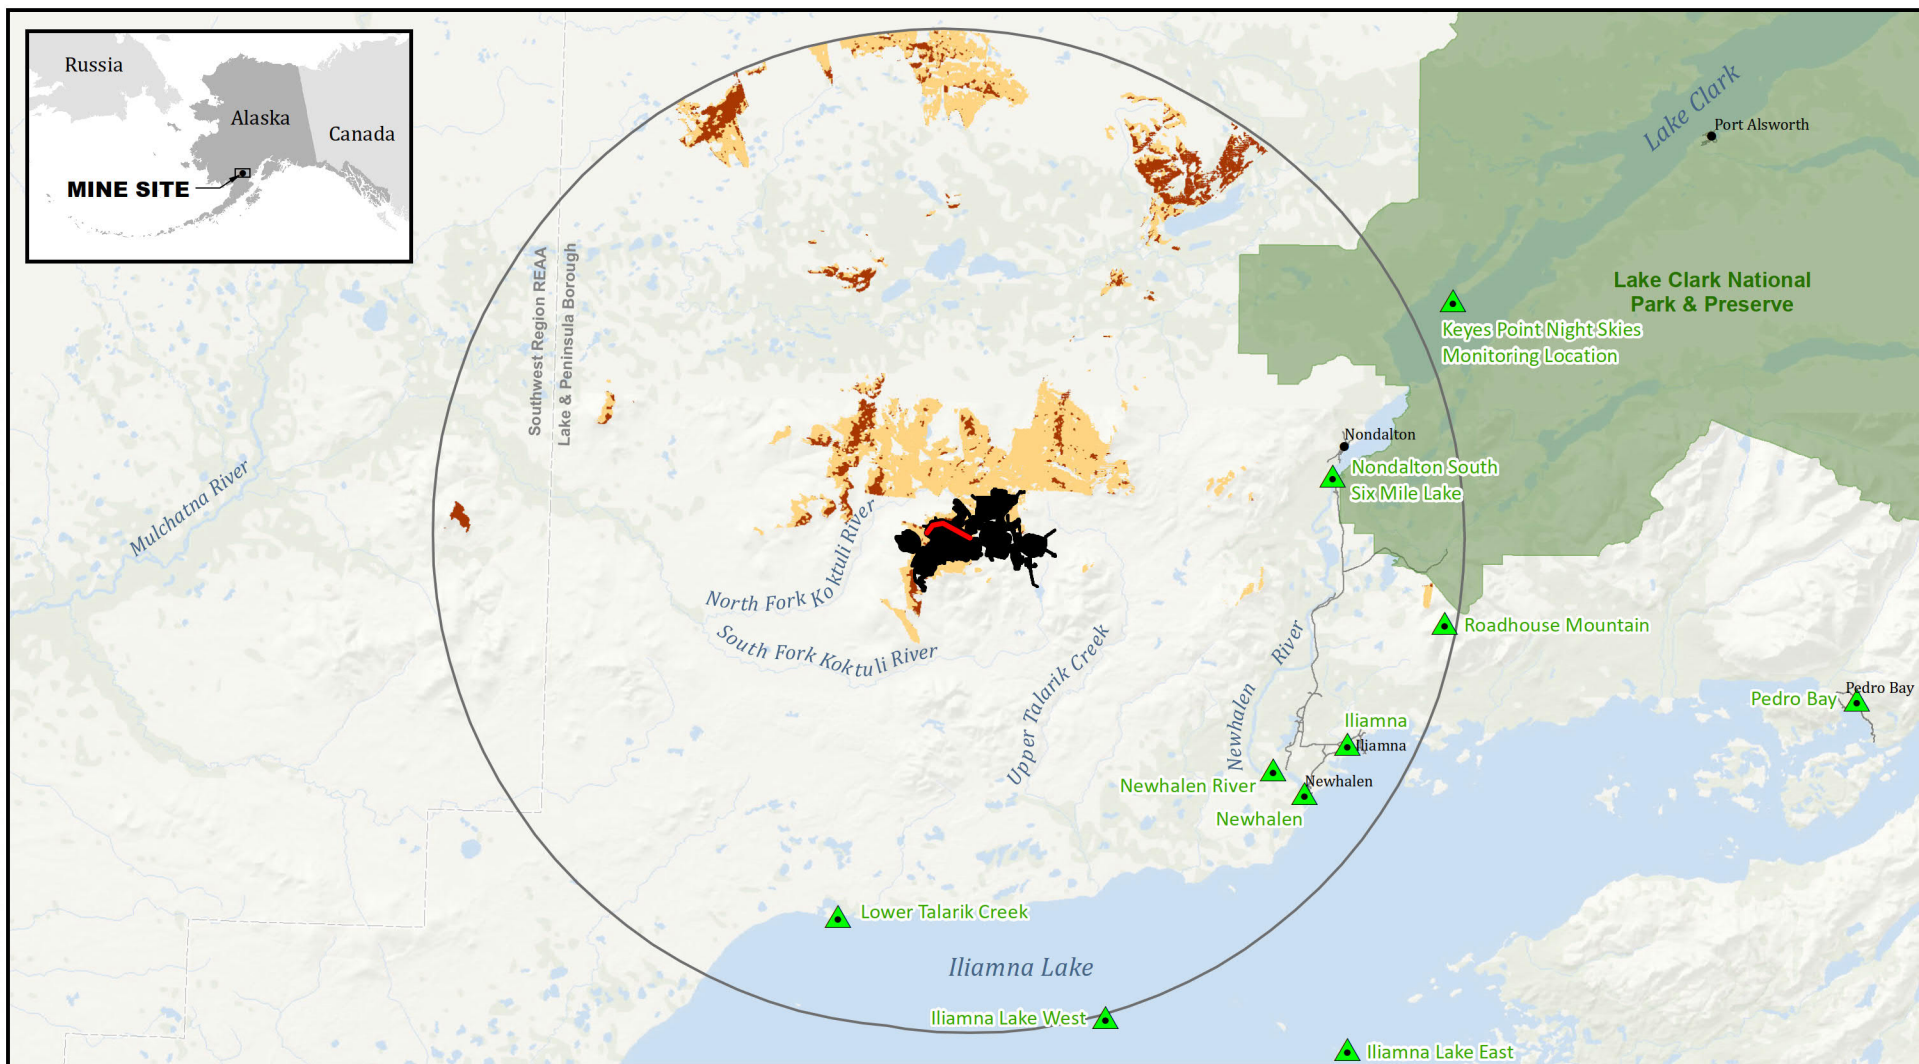 Russia
Alaska
Canada
MINE SITE
Lake Clark
Port Alsworth
Lake Clark National
Park & Preserve
Keyes Point Night Skies
Monitoring Location
Southwest Region REAA
Lake & Peninsula Borough
Mulchatna River
Nondalton
Nondalton South
Six Mile Lake
North Fork Koktuli River
South Fork Koktuli River
Upper Talarik Creek
Newhalen River
Roadhouse Mountain
Pedro Bay
Pedro Bay
Iliamna
Iliamna
Newhalen River
Newhalen
Newhalen
Lower Talarik Creek
Iliamna Lake
Iliamna Lake West
Iliamna Lake East